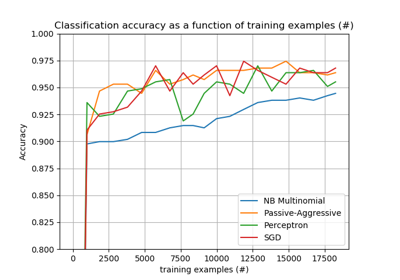 Classification accuracy as a function of training examples (#)
1.000
0.975
0.950
0.925
0.900
0.875
0.850
0.825
0.800
Accuracy
NB Multinomial
Passive-Aggressive
Perceptron
SGD
0 2500 5000 7500 10000 12500 15000 17500
training examples (#)